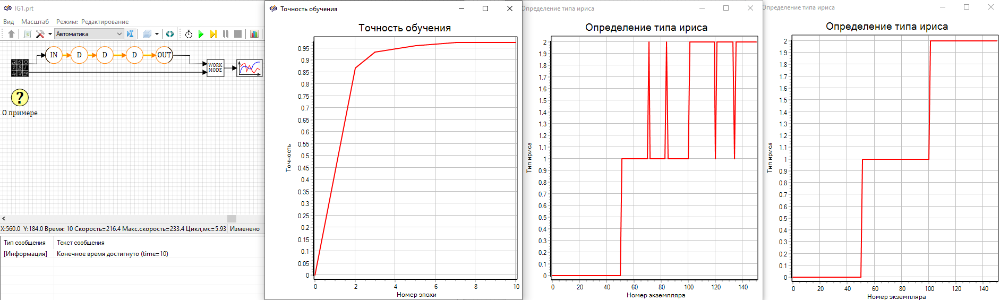 IG1.prt
Вид Масштаб Режим: Редактирование
Автоматика
IN D D D OUT
WORK
MODE
?
О примере
X:560.0 Y:184.0 Время: 10 Скорость=216.4 Макс.скорость=233.4 Цикл,мс=5.93 Изменено
Тип сообщения Текст сообщения
[Информация] Конечное время достигнуто (time=10)
Точность обучения
Точность обучения
Точность
0.95
0.9
0.85
0.8
0.75
0.7
0.65
0.6
0.55
0.5
0.45
0.4
0.35
0.3
0.25
0.2
0.15
0.1
0.05
0
0 2 4 6 8 10
Номер эпохи
Определение типа ириса
Определение типа ириса
Тип ириса
2
1.9
1.8
1.7
1.6
1.5
1.4
1.3
1.2
1.1
1
0.9
0.8
0.7
0.6
0.5
0.4
0.3
0.2
0.1
0
0 20 40 60 80 100 120 140
Номер экземпляра
Определение типа ириса
Определение типа ириса
Тип ириса
2
1.9
1.8
1.7
1.6
1.5
1.4
1.3
1.2
1.1
1
0.9
0.8
0.7
0.6
0.5
0.4
0.3
0.2
0.1
0
0 20 40 60 80 100 120 140
Номер экземпляра